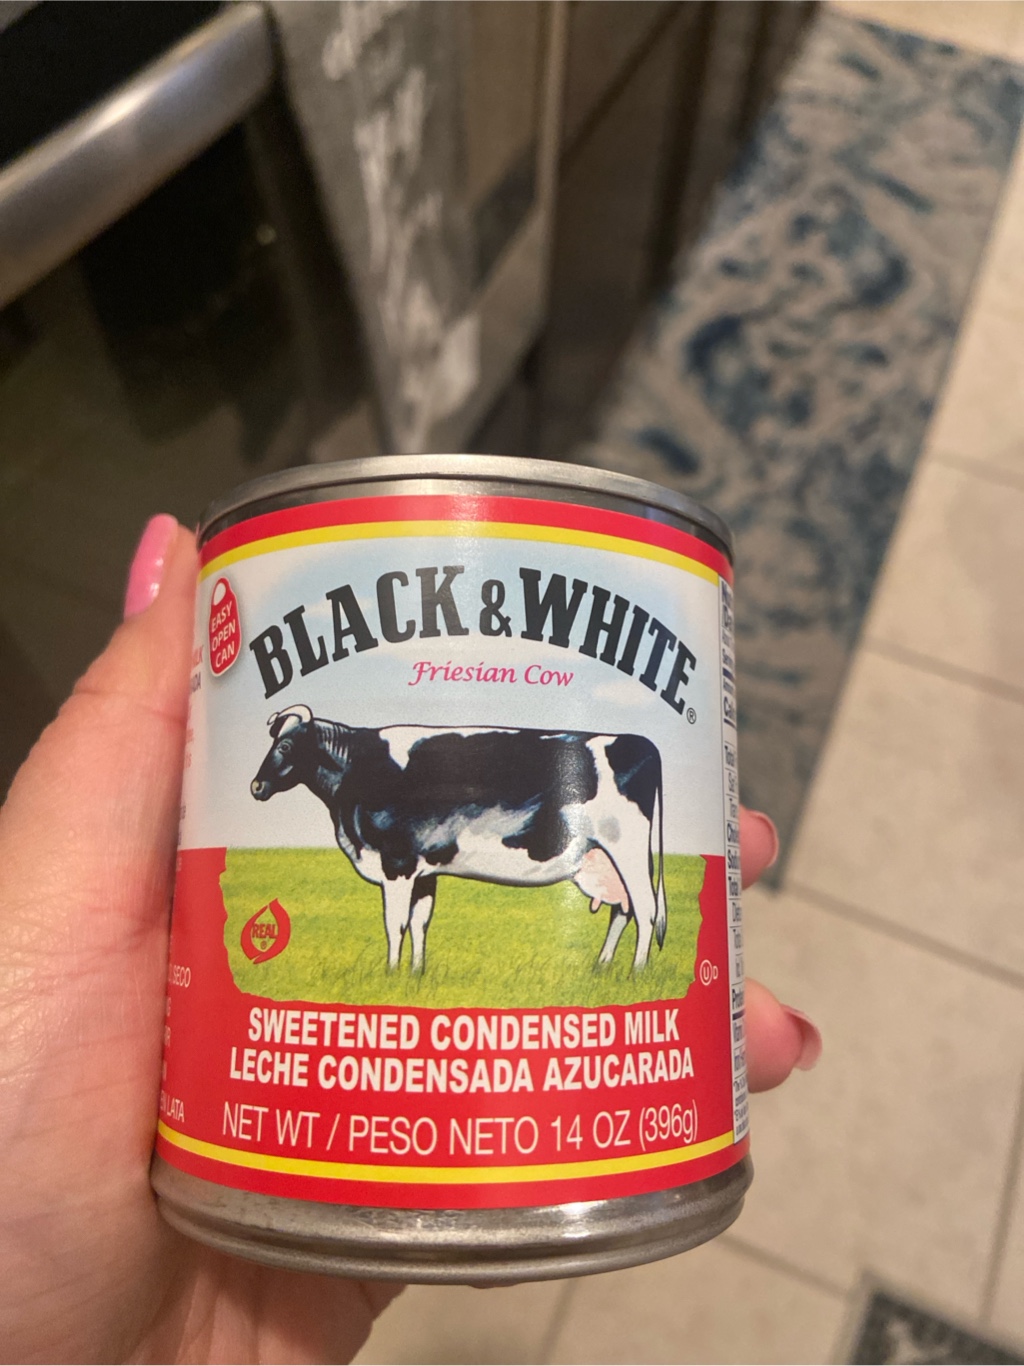 EASY
OPEN
CAN
BLACK & WHITE®
Friesian Cow
REAL
®
U D
SWEETENED CONDENSED MILK
LECHE CONDENSADA AZUCARADA
NET WT / PESO NETO 14 OZ (396g)
LATA